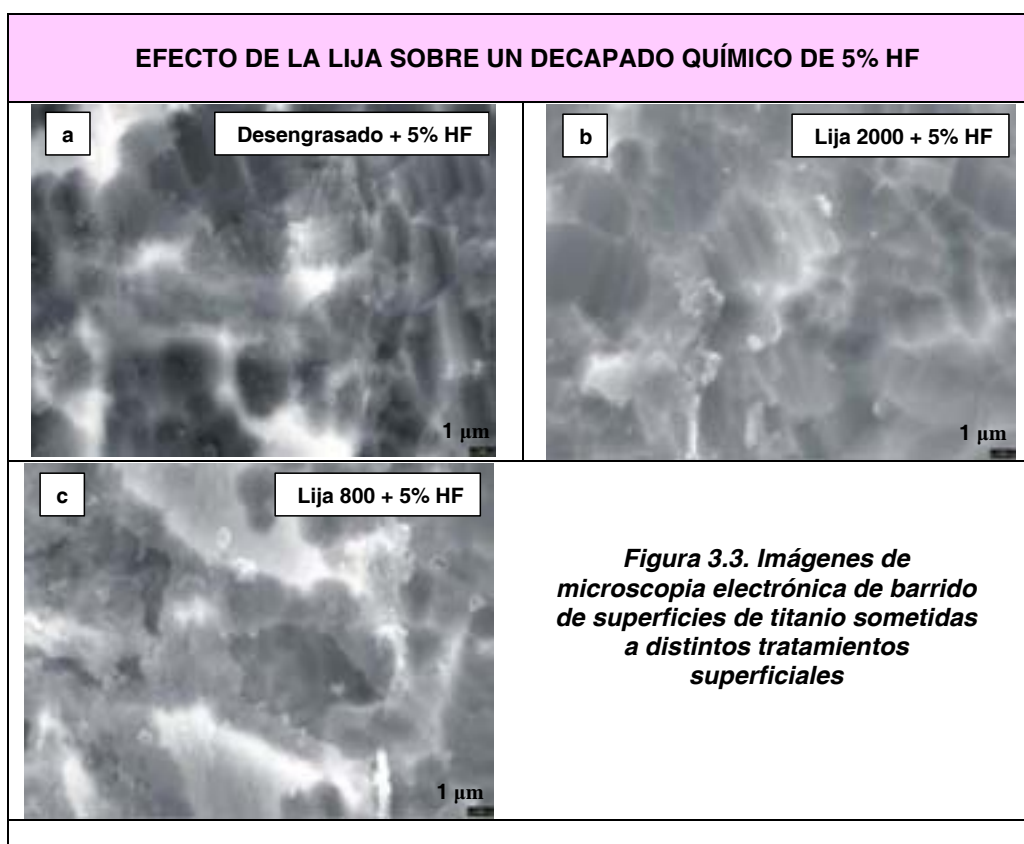 EFECTO DE LA LIJA SOBRE UN DECAPADO QUÍMICO DE 5% HF
a
Desengrasado + 5% HF
1 μm
b
Lija 2000 + 5% HF
1 μm
c
Lija 800 + 5% HF
1 μm
Figura 3.3. Imágenes de
microscopia electrónica de barrido
de superficies de titanio sometidas
a distintos tratamientos
superficiales